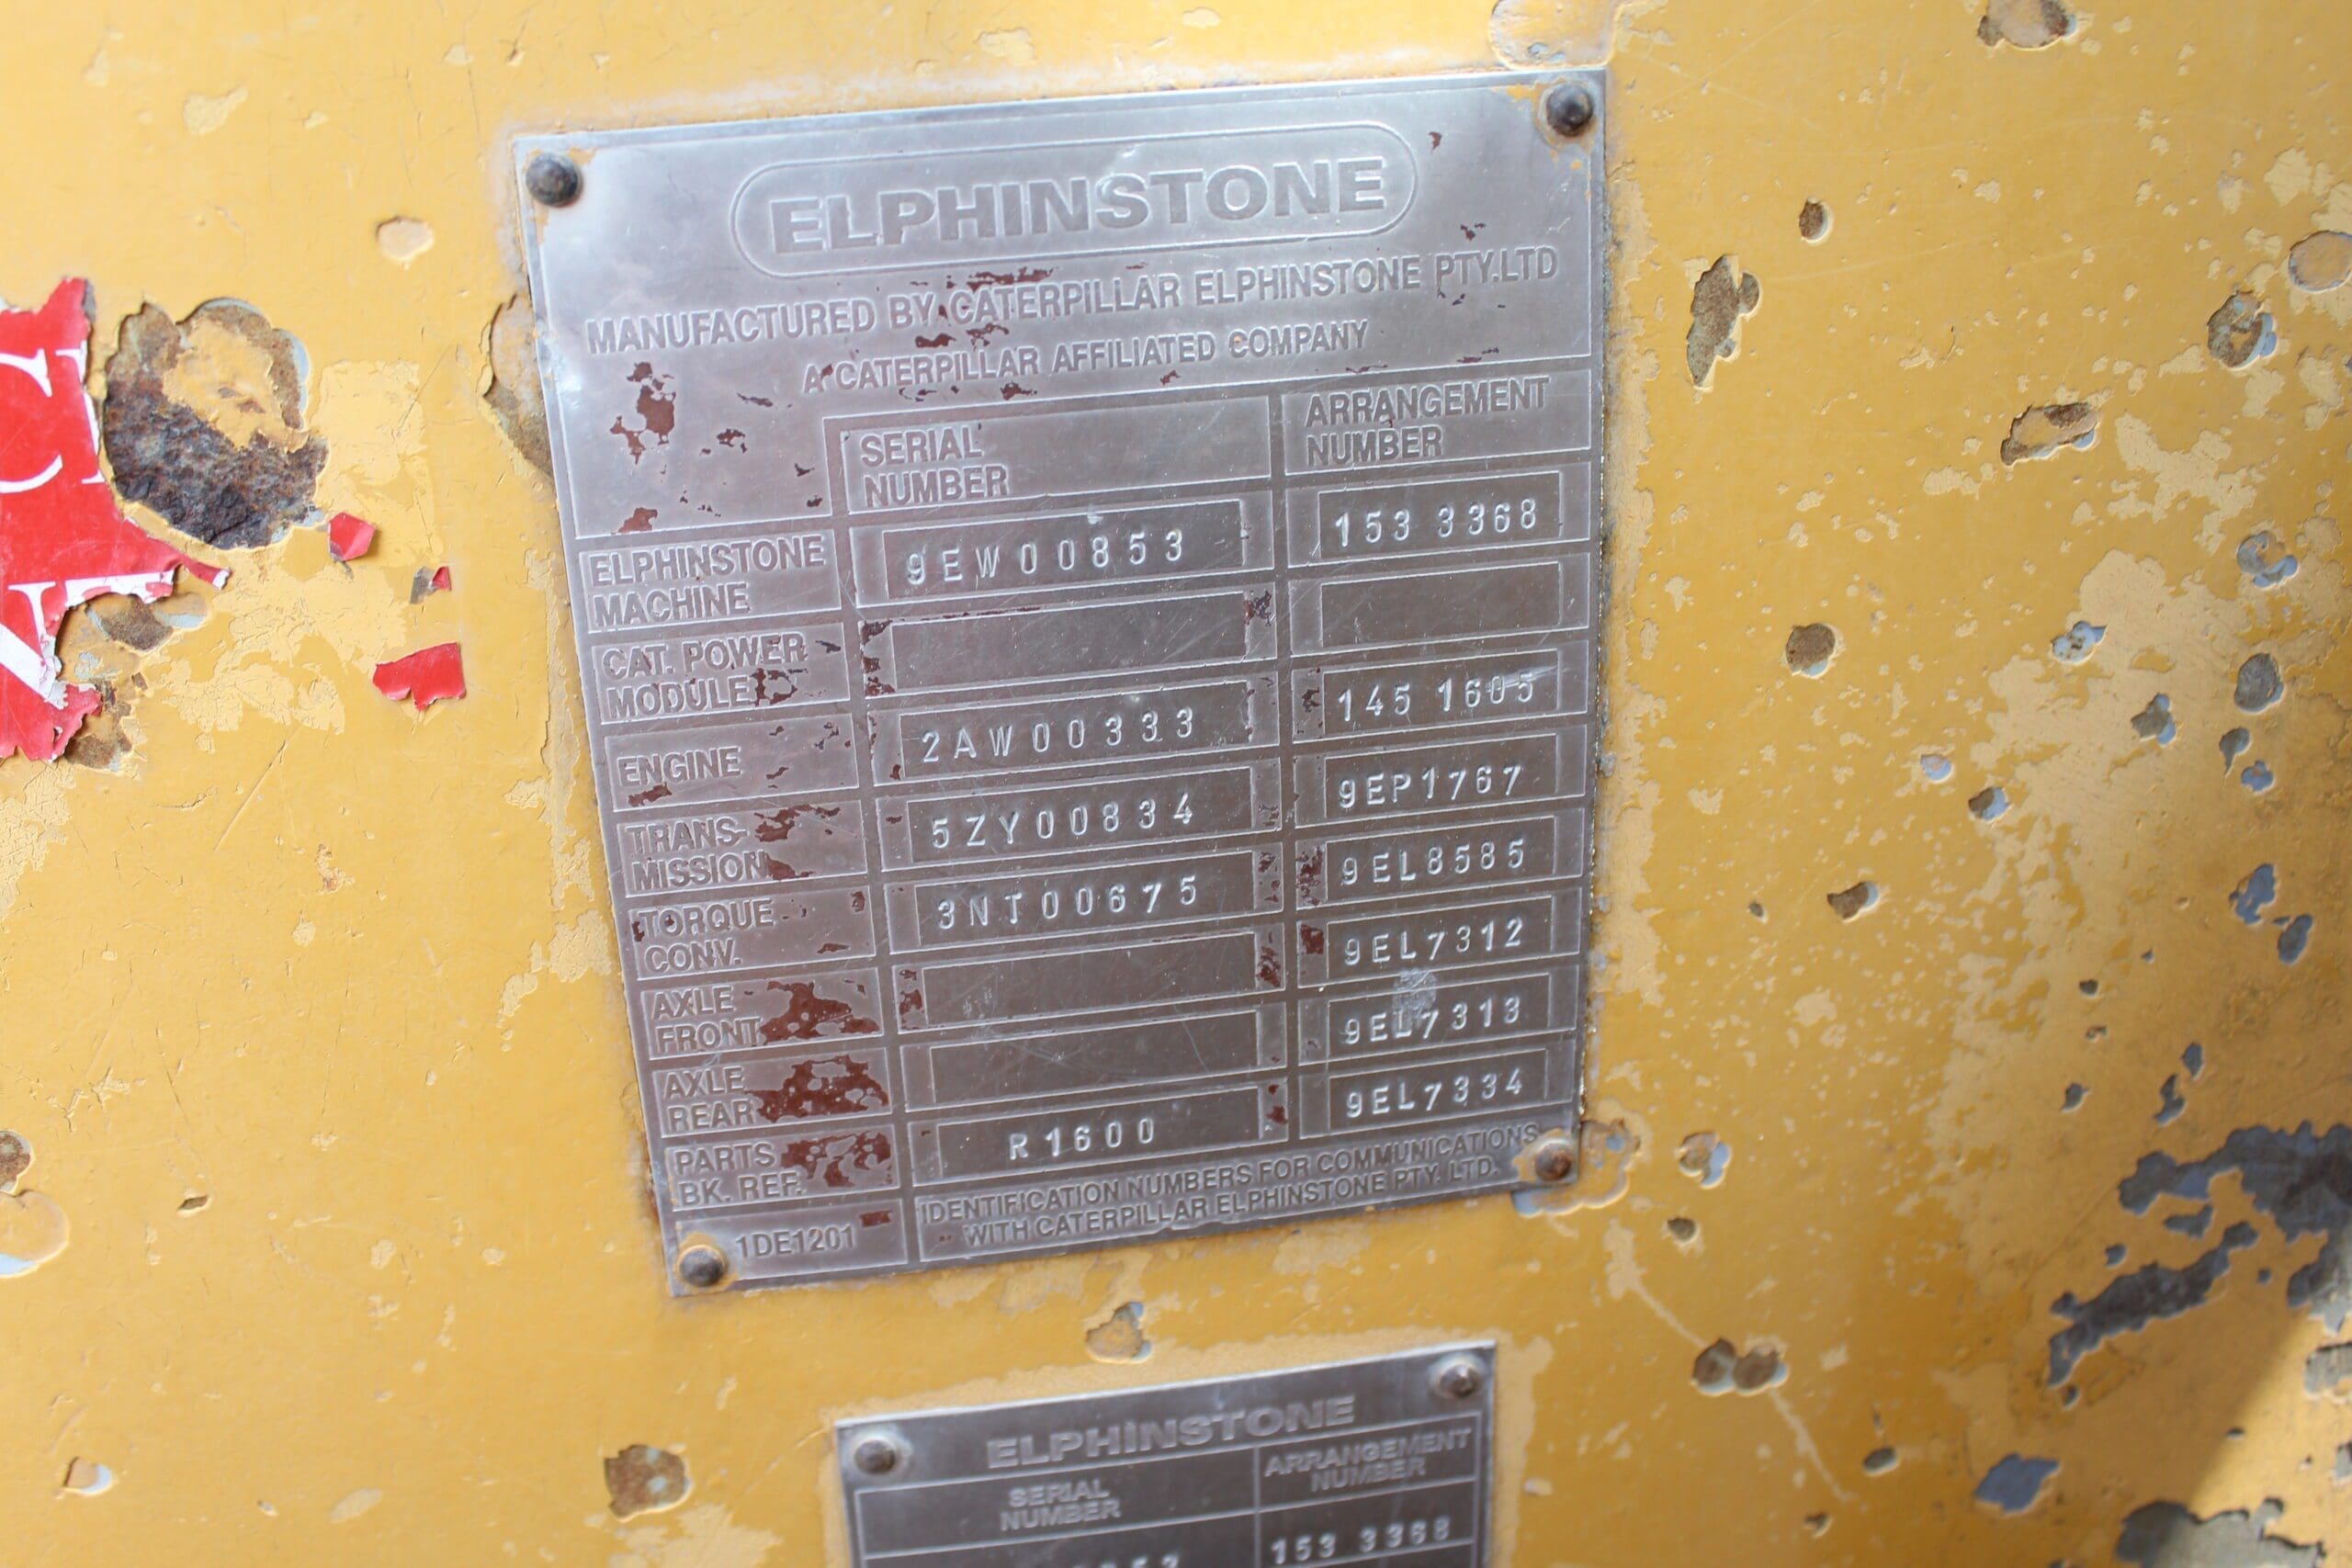 ELPHINSTONE
MANUFACTURED BY CATERPILLAR ELPHINSTONE PTY.LTD
A CATERPILLAR AFFILIATED COMPANY
SERIAL NUMBER
ARRANGEMENT NUMBER
ELPHINSTONE MACHINE 9EW00853 153 3368
CAT. POWER MODULE
ENGINE 2AW00333 145 1605
TRANS-MISSION 5ZY00834 9EP1767
TORQUE CONV. 3NT00675 9EL8585
AXLE FRONT 9EL7312
AXLE REAR 9EL7313
PARTS BK. REF. R1600 9EL7334
1DE1201
IDENTIFICATION NUMBERS FOR COMMUNICATIONS
WITH CATERPILLAR ELPHINSTONE PTY. LTD.
ELPHINSTONE
SERIAL NUMBER
ARRANGEMENT NUMBER
153 3368